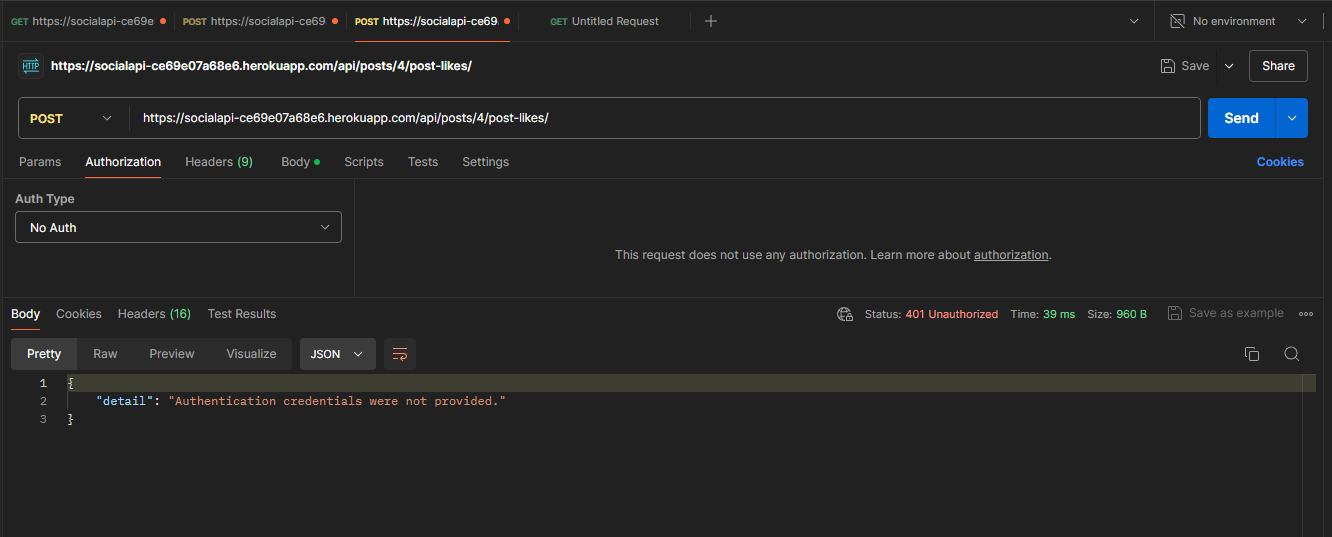 GET https://socialapi-ce69e POST https://socialapi-ce69 POST https://socialapi-ce69 GET Untitled Request No environment
HTTP https://socialapi-ce69e07a68e6.herokuapp.com/api/posts/4/post-likes/ Save Share
POST https://socialapi-ce69e07a68e6.herokuapp.com/api/posts/4/post-likes/ Send
Params Authorization Headers (9) Body Scripts Tests Settings Cookies
Auth Type
No Auth
This request does not use any authorization. Learn more about authorization.
Body Cookies Headers (16) Test Results Status: 401 Unauthorized Time: 39 ms Size: 960 B Save as example
Pretty Raw Preview Visualize JSON
1 {
2 "detail": "Authentication credentials were not provided."
3 }